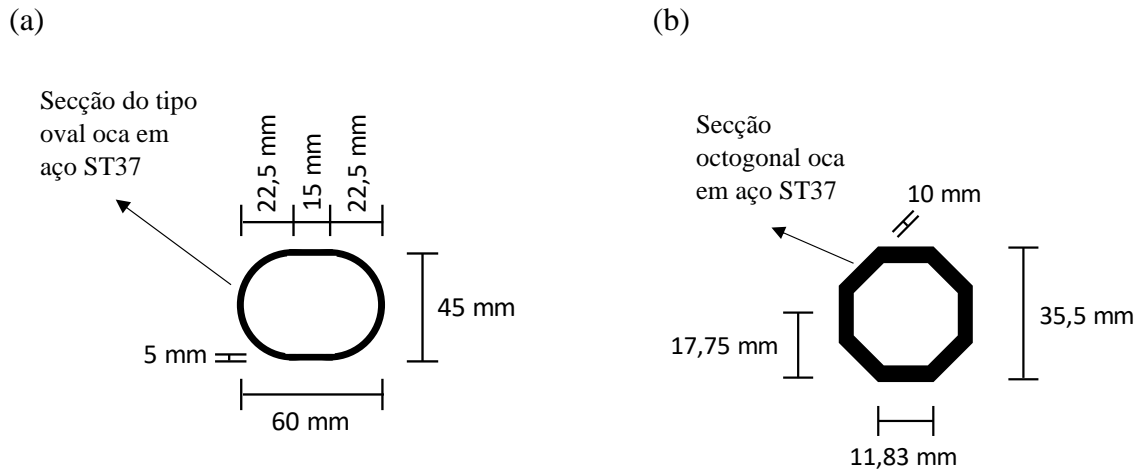 (a)
(b)
Secção do tipo
oval oca em
aço ST37
22,5 mm
15 mm
22,5 mm
45 mm
5 mm
60 mm
Secção
octogonal oca
em aço ST37
10 mm
35,5 mm
17,75 mm
11,83 mm